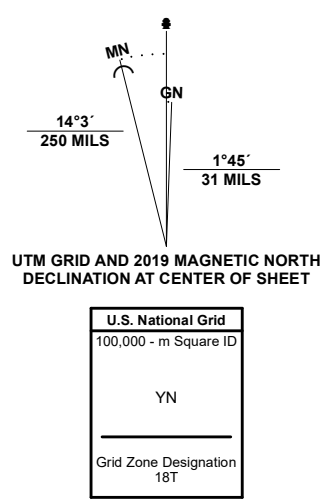 MN
GN
14°3´
250 MILS
1°45´
31 MILS
UTM GRID AND 2019 MAGNETIC NORTH
DECLINATION AT CENTER OF SHEET
U.S. National Grid
100,000 - m Square ID
YN
Grid Zone Designation
18T